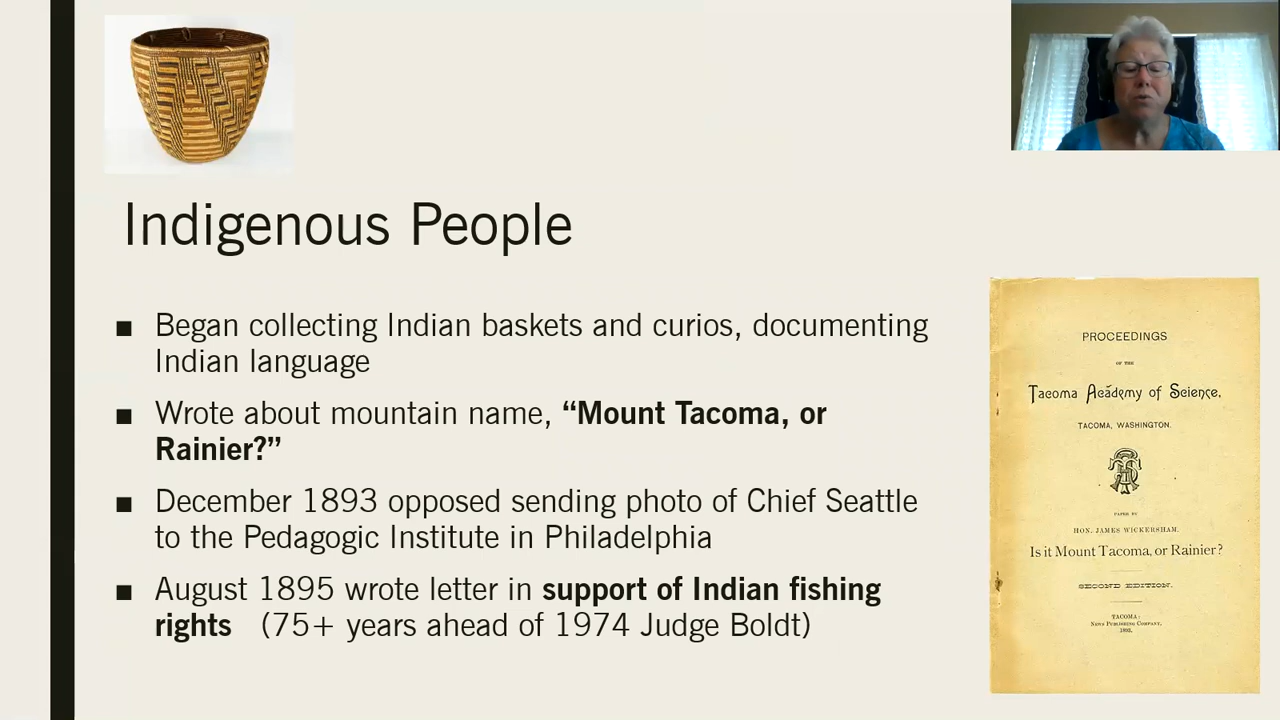 Indigenous People
■ Began collecting Indian baskets and curios, documenting
Indian language
■ Wrote about mountain name, “Mount Tacoma, or
Rainier?”
■ December 1893 opposed sending photo of Chief Seattle
to the Pedagogic Institute in Philadelphia
■ August 1895 wrote letter in support of Indian fishing
rights (75+ years ahead of 1974 Judge Boldt)
PROCEEDINGS
OF THE
Tacoma Academy of Science,
TACOMA, WASHINGTON.
PAPER BY
HON. JAMES WICKERSHAM.
Is it Mount Tacoma, or Rainier?
SECOND EDITION.
TACOMA:
NEWS PUBLISHING COMPANY,
1893.